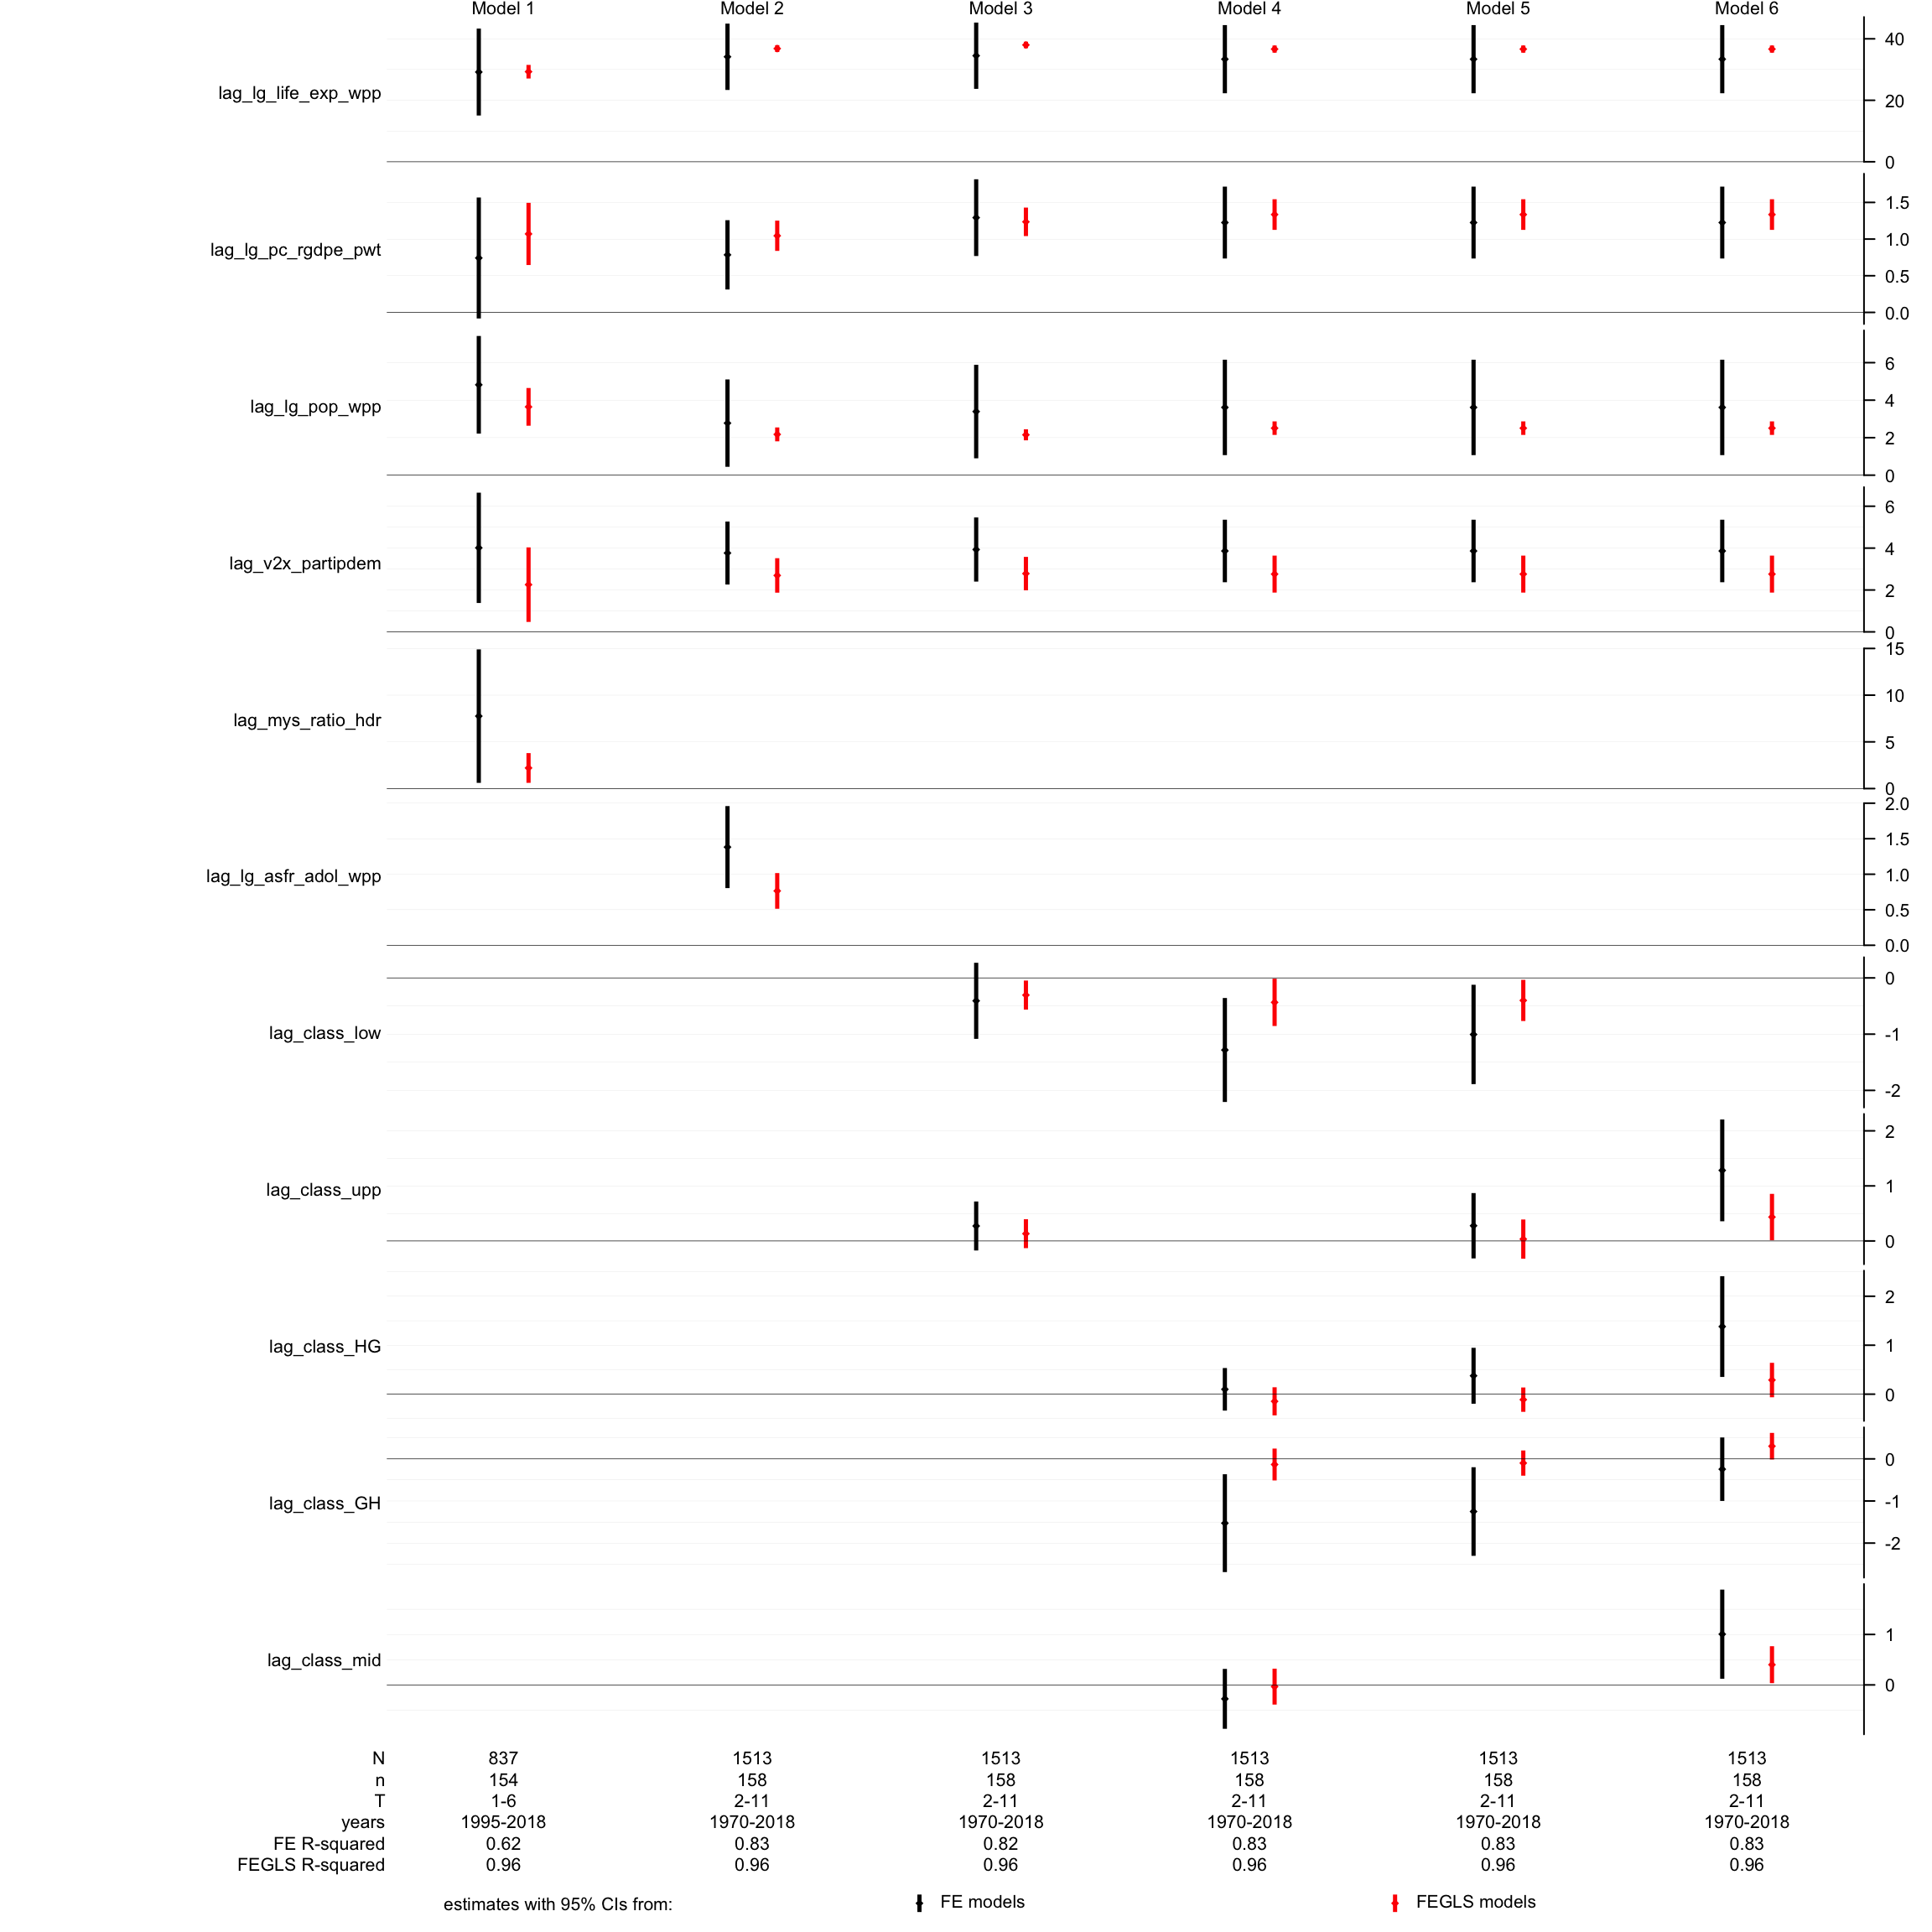 Model 1 Model 2 Model 3 Model 4 Model 5 Model 6
40
lag_lg_life_exp_wpp
20
0
1.5
lag_lg_pc_rgdpe_pwt
1.0
0.5
0.0
6
lag_lg_pop_wpp
4
2
0
6
4
lag_v2x_partipdem
2
0
15
10
lag_mys_ratio_hdr
5
0
2.0
1.5
lag_lg_asfr_adol_wpp
1.0
0.5
0.0
0
lag_class_low
-1
-2
2
lag_class_upp
1
0
2
lag_class_HG
1
0
0
lag_class_GH
-1
-2
1
lag_class_mid
0
N 837 1513 1513 1513 1513 1513
n 154 158 158 158 158 158
T 1-6 2-11 2-11 2-11 2-11 2-11
years 1995-2018 1970-2018 1970-2018 1970-2018 1970-2018 1970-2018
FE R-squared 0.62 0.83 0.82 0.83 0.83 0.83
FEGLS R-squared 0.96 0.96 0.96 0.96 0.96 0.96
estimates with 95% CIs from: FE models FEGLS models